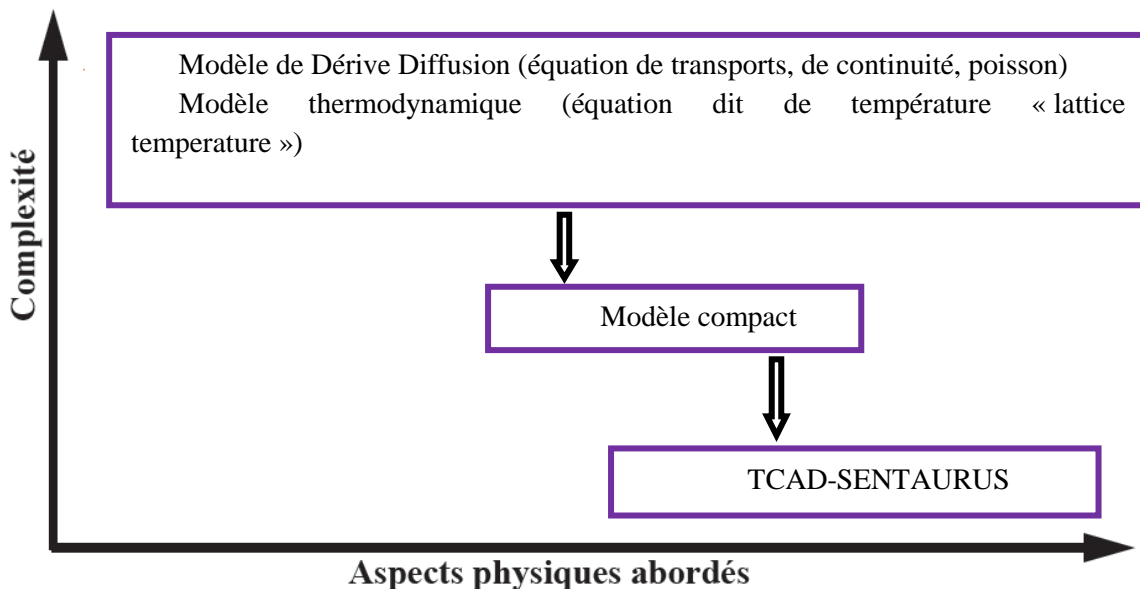 Modèle de Dérive Diffusion (équation de transports, de continuité, poisson)
Modèle thermodynamique (équation dit de température « lattice
temperature »)
Complexité
Modèle compact
TCAD-SENTAURUS
Aspects physiques abordés